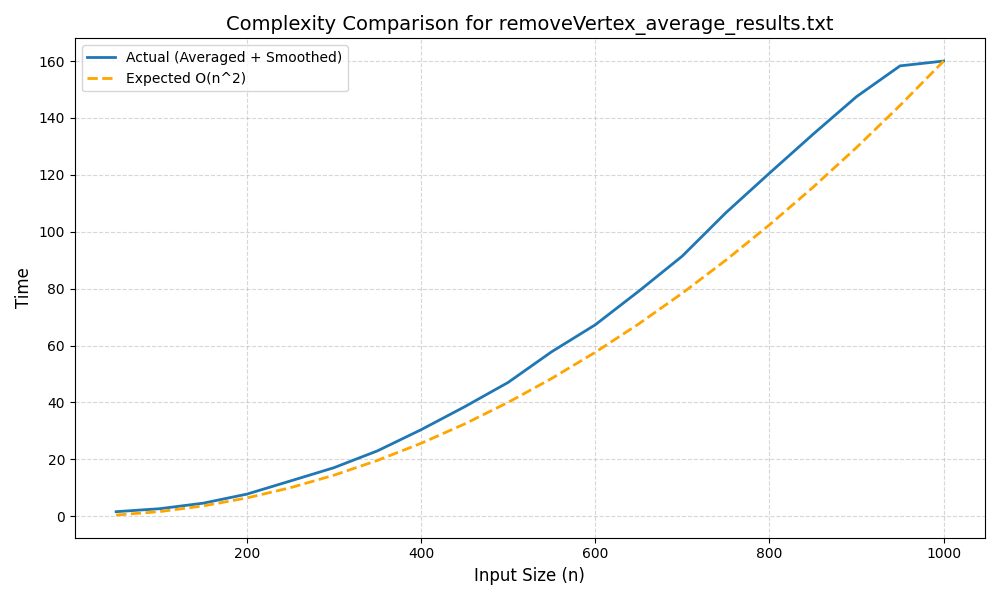 Complexity Comparison for removeVertex_average_results.txt
Actual (Averaged + Smoothed)
Expected O(n^2)
Time
160
140
120
100
80
60
40
20
0
200 400 600 800 1000
Input Size (n)